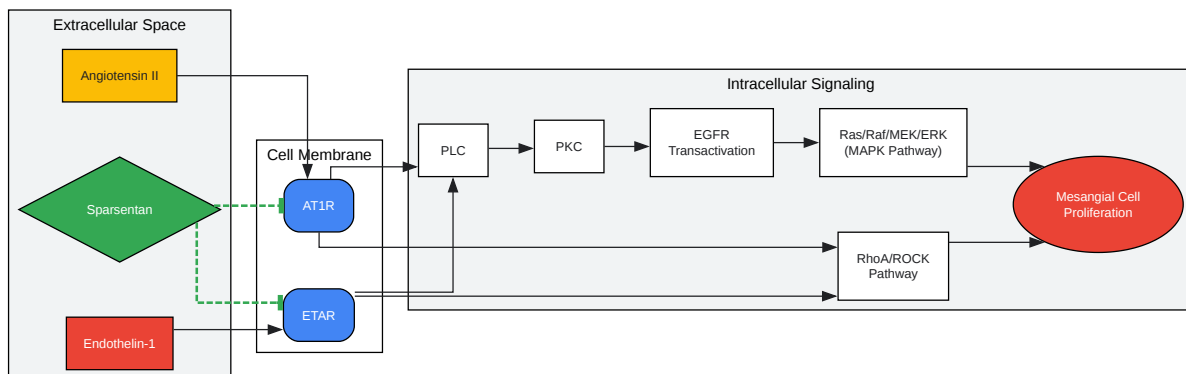 Extracellular Space
Angiotensin II
Sparsentan
Endothelin-1
Cell Membrane
AT1R
ETAR
Intracellular Signaling
PLC
PKC
EGFR
Transactivation
Ras/Raf/MEK/ERK
(MAPK Pathway)
RhoA/ROCK
Pathway
Mesangial Cell
Proliferation